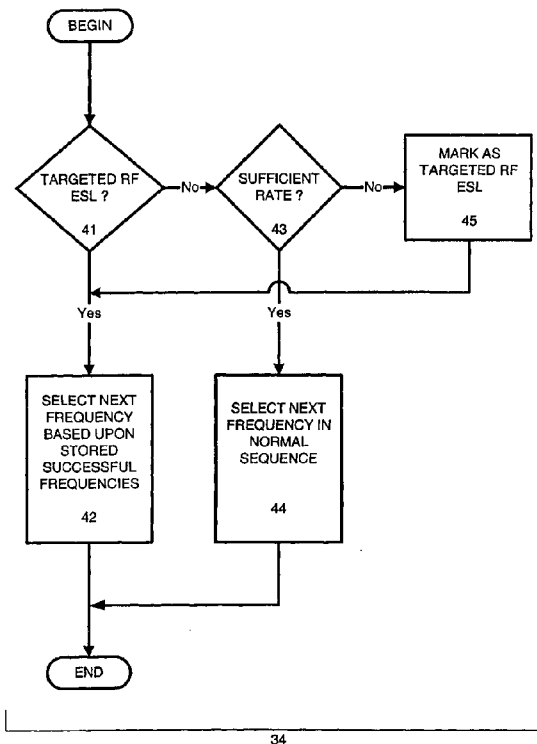 BEGIN
TARGETED RF
ESL ?
41
No
SUFFICIENT
RATE ?
43
No
MARK AS
TARGETED RF
ESL
45
Yes
Yes
SELECT NEXT
FREQUENCY
BASED UPON
STORED
SUCCESSFUL
FREQUENCIES
42
SELECT NEXT
FREQUENCY IN
NORMAL
SEQUENCE
44
END
34